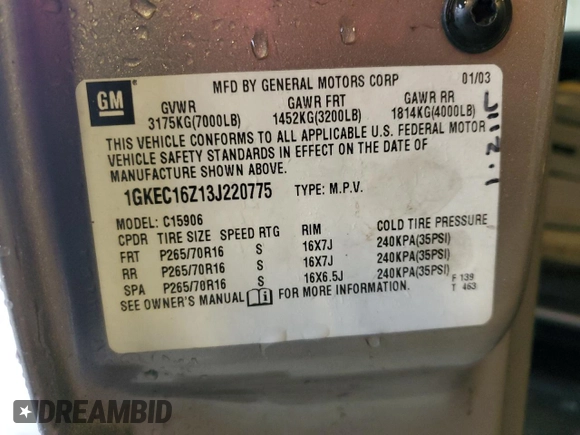 GM
MFD BY GENERAL MOTORS CORP 01/03
GVWR GAWR FRT GAWR RR
3175KG(7000LB) 1452KG(3200LB) 1814KG(4000LB)
THIS VEHICLE CONFORMS TO ALL APPLICABLE U.S. FEDERAL MOTOR
VEHICLE SAFETY STANDARDS IN EFFECT ON THE DATE OF
MANUFACTURE SHOWN ABOVE.
1GKEC16Z13J220775 TYPE: M.P.V.
MODEL: C15906
CPDR TIRE SIZE SPEED RTG RIM COLD TIRE PRESSURE
FRT P265/70R16 S 16X7J 240KPA(35PSI)
RR P265/70R16 S 16X7J 240KPA(35PSI)
SPA P265/70R16 S 16X6.5J 240KPA(35PSI)
SEE OWNER'S MANUAL FOR MORE INFORMATION.
F 139
T 463
DREAMBID